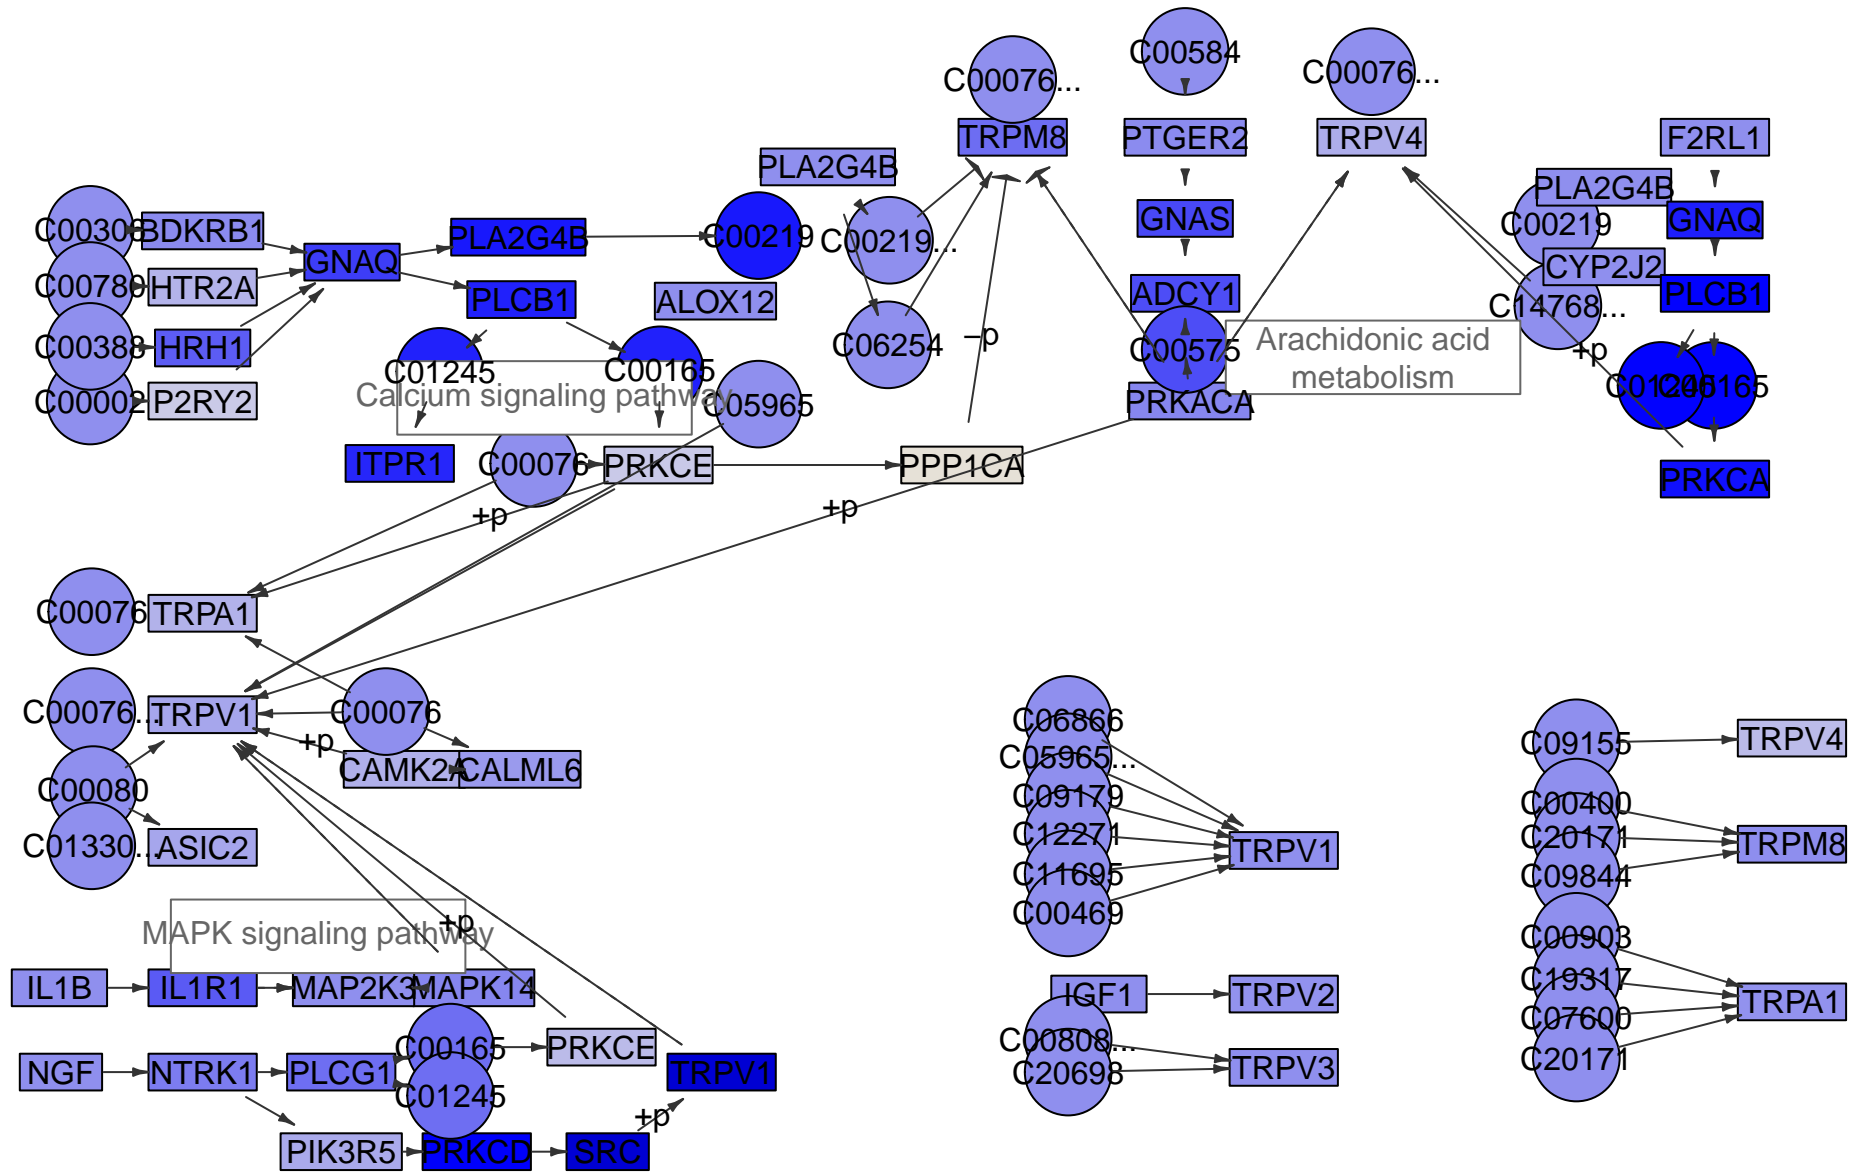 C00584
C00076...
C00076...
TRPM8
PTGER2
TRPV4
F2RL1
PLA2G4B
PLA2G4B
C00219
GNAS
GNAQ
BDKRB1
PLA2G4B
C00219
C00219...
GNAQ
CYP2J2
C00780
HTR2A
PLCB1
ALOX12
ADCY1
C14768...
PLCB1
C00388
HRH1
C06254
–p
C00575
Arachidonic acid
metabolism
+p
C01245
C00165
Calcium signaling pathway
C00002
P2RY2
C05965
PRKACA
ITPR1
C00076
PRKCE
PPP1CA
PRKCA
+p
+p
C00076
TRPA1
C00076...
TRPV1
C00076
+p
CAMK2A
CALML6
C00080
C01330...
ASIC2
C06866
C05965...
C09179
C12271
C11695
C00469
TRPV1
C09155
TRPV4
C00400
C20171
C09844
TRPM8
MAPK signaling pathway
+p
C00903
C19317
C07600
C20171
TRPA1
IL1B
IL1R1
MAP2K3
MAPK14
IGF1
TRPV2
C00808...
C20698
TRPV3
C00165
PRKCE
NGF
NTRK1
PLCG1
C01245
TRPV1
+p
PIK3R5
PRKCD
SRC